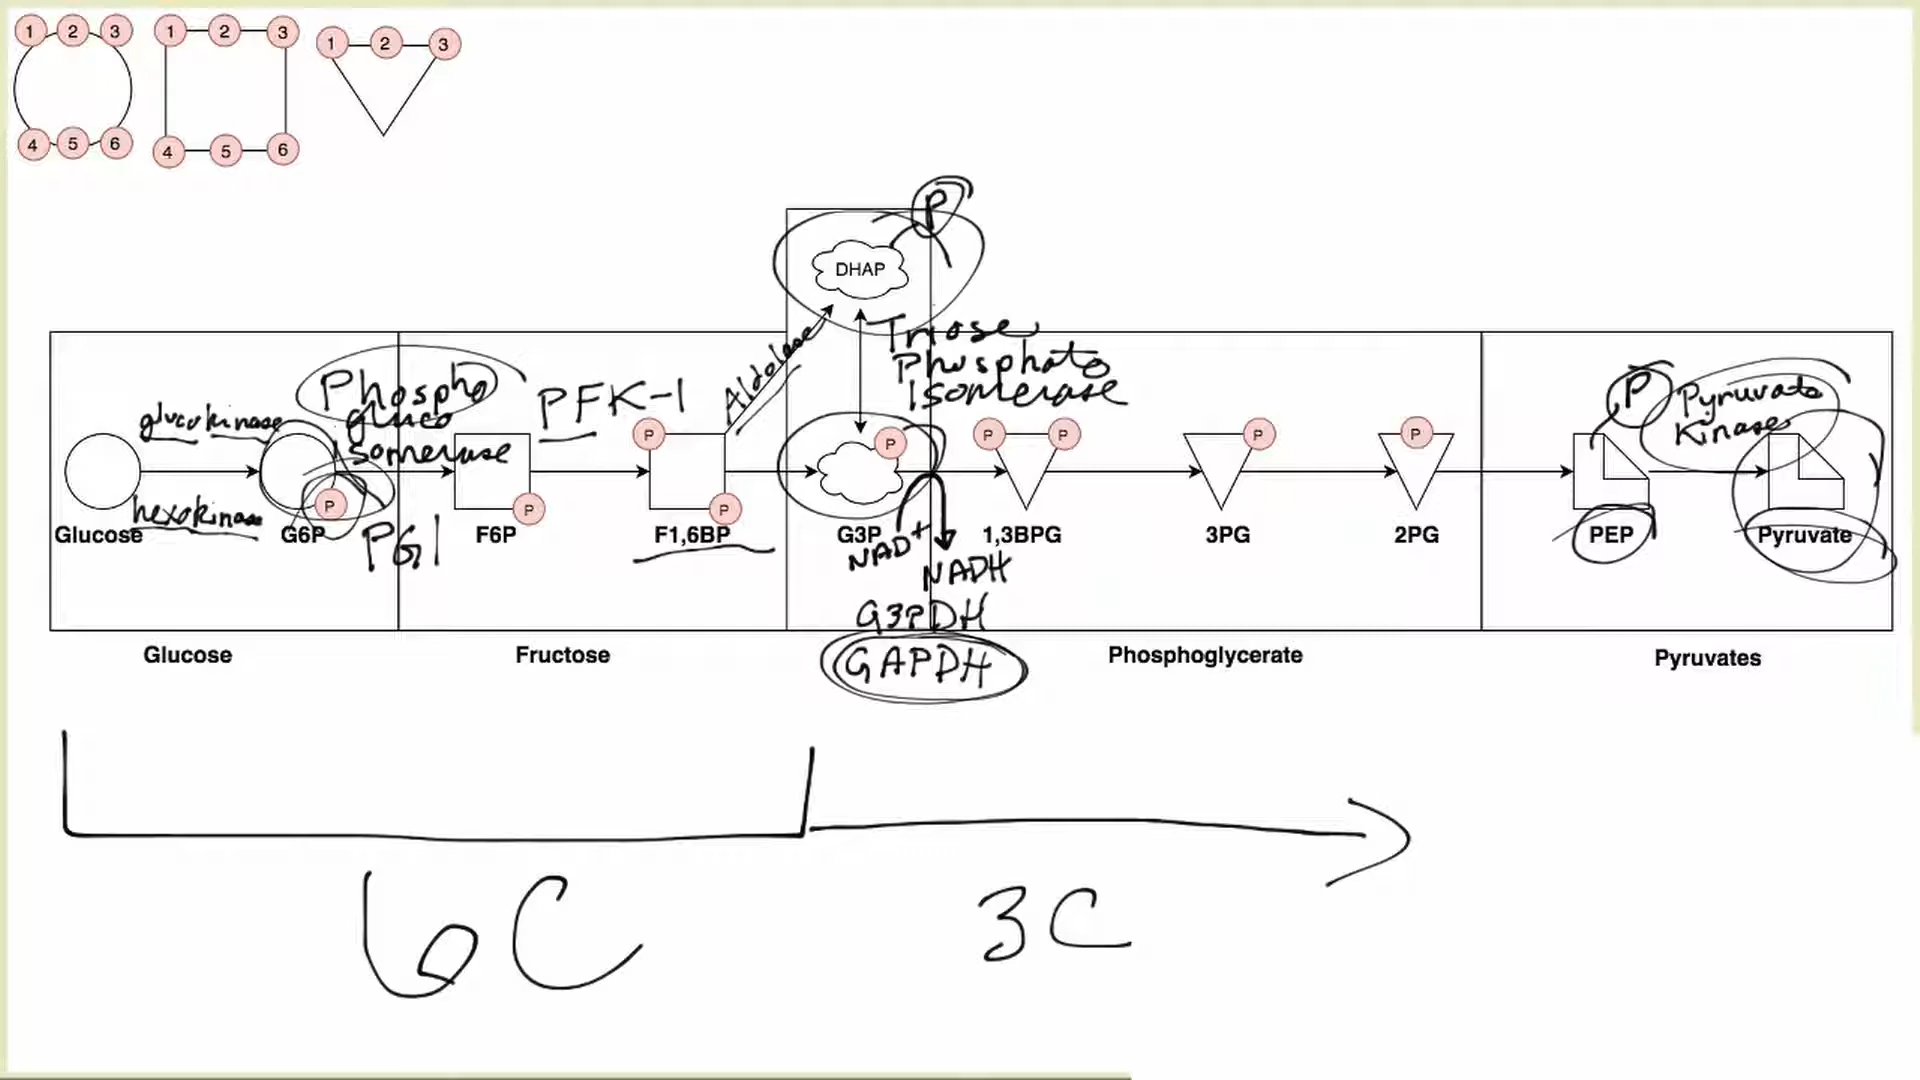 1 2 3
4 5 6
1 2 3
4 5 6
1 2 3
P
DHAP
Aldolase
Triose
Phosphate
Isomerase
glucokinase
hexokinase
Glucose
Phospho
gluco
isomerase
P
G6P
PGI
PFK-1
P
F6P
P
P
F1,6BP
P
G3P
NAD+
NADH
G3PDH
GAPDH
P P
1,3BPG
P
3PG
P
2PG
P
PEP
Pyruvate
Kinase
Pyruvate
Glucose
Fructose
Phosphoglycerate
Pyruvates
6C
3C